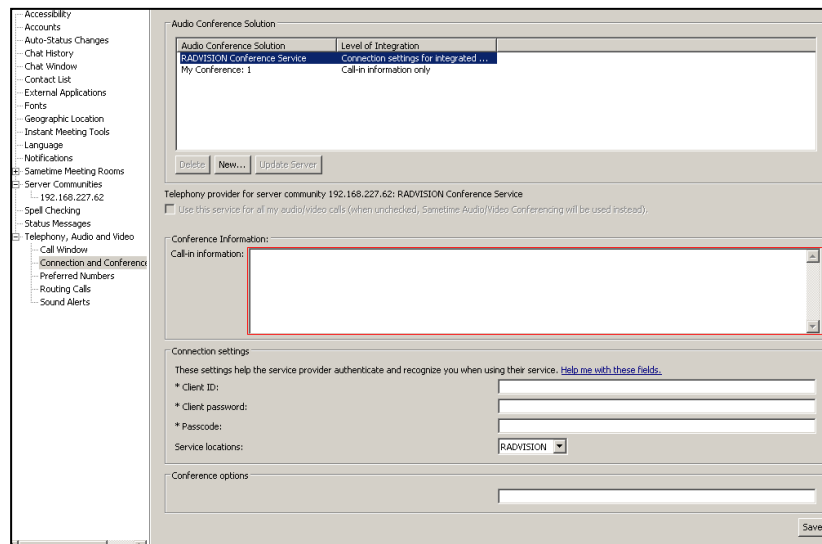 Accessibility
Accounts
Auto-Status Changes
Chat History
Chat Window
Contact List
External Applications
Fonts
Geographic Location
Instant Meeting Tools
Language
Notifications
Sametime Meeting Rooms
Server Communities
192.168.227.62
Spell Checking
Status Messages
Telephony, Audio and Video
Call Window
Connection and Conference
Preferred Numbers
Routing Calls
Sound Alerts
Audio Conference Solution
Audio Conference Solution Level of Integration
RADVISION Conference Service Connection settings for integrated ...
My Conference: 1 Call-in information only
Delete New... Update Server
Telephony provider for server community 192.168.227.62: RADVISION Conference Service
Use this service for all my audio/video calls (when unchecked, Sametime Audio/Video Conferencing will be used instead).
Conference Information:
Call-in information:
Connection settings
These settings help the service provider authenticate and recognize you when using their service. Help me with these fields.
* Client ID:
* Client password:
* Passcode:
Service locations: RADVISION
Conference options
Save